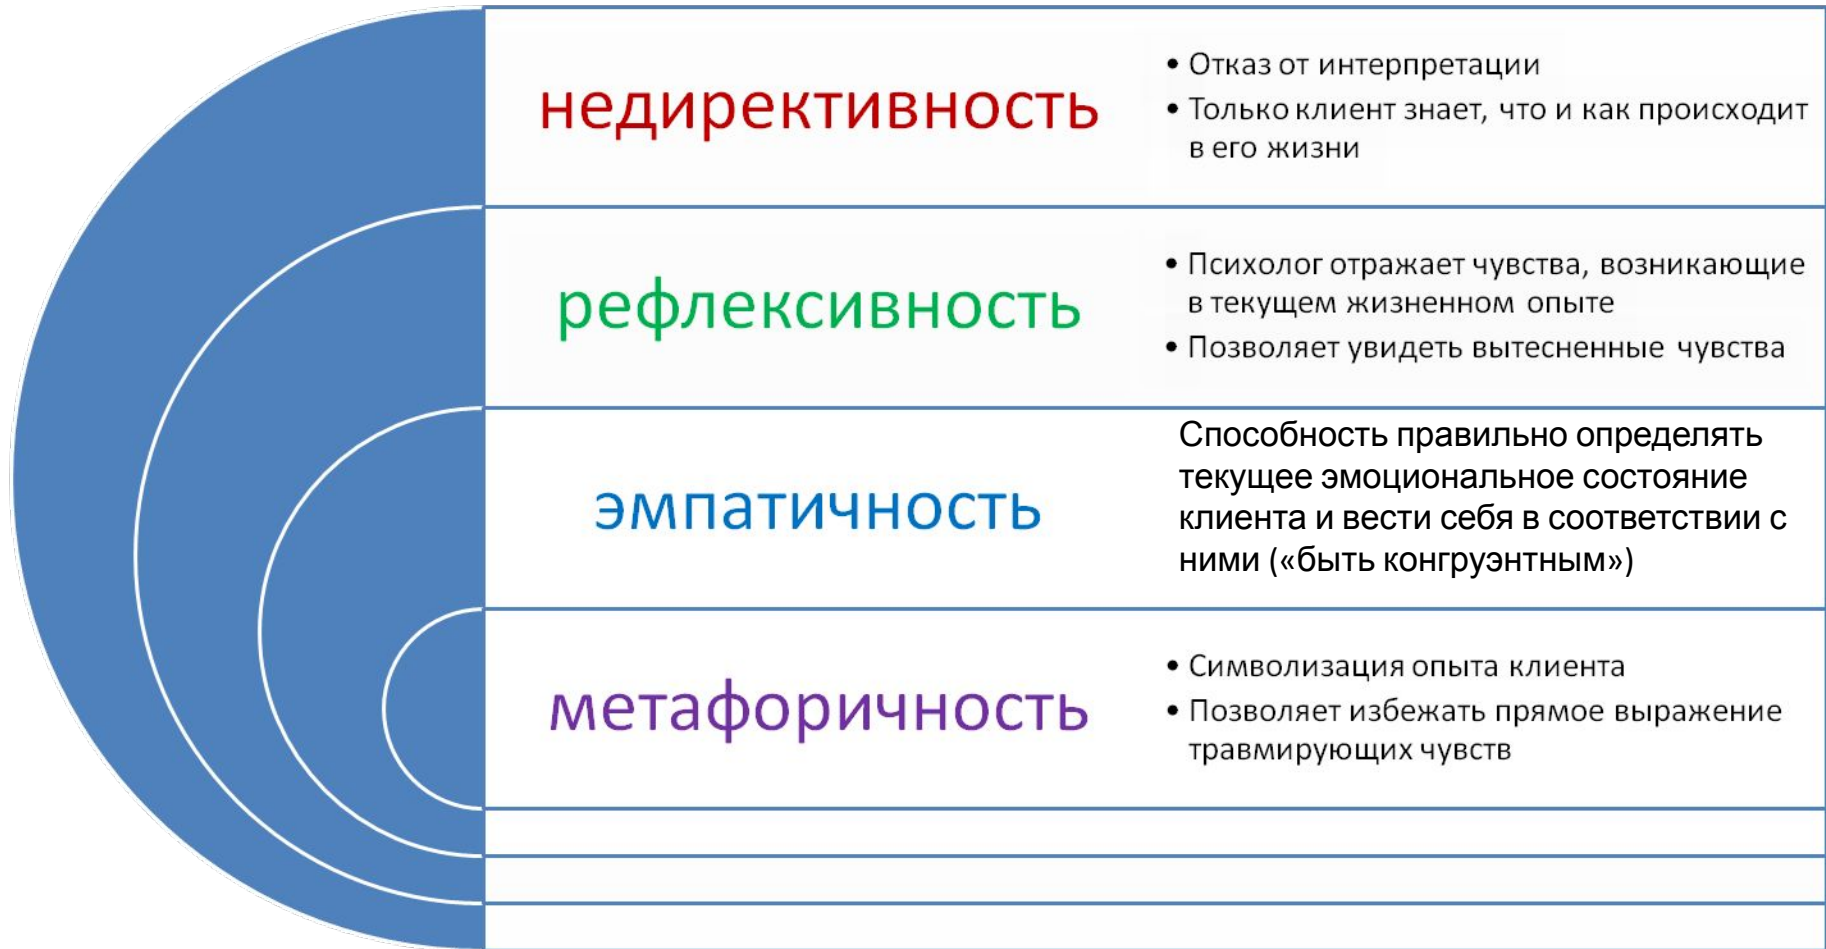 недирективность
• Отказ от интерпретации
• Только клиент знает, что и как происходит
в его жизни
рефлексивность
• Психолог отражает чувства, возникающие
в текущем жизненном опыте
• Позволяет увидеть вытесненные чувства
эмпатичность
Способность правильно определять
текущее эмоциональное состояние
клиента и вести себя в соответствии с
ними («быть конгруэнтным»)
метафоричность
• Символизация опыта клиента
• Позволяет избежать прямое выражение
травмирующих чувств